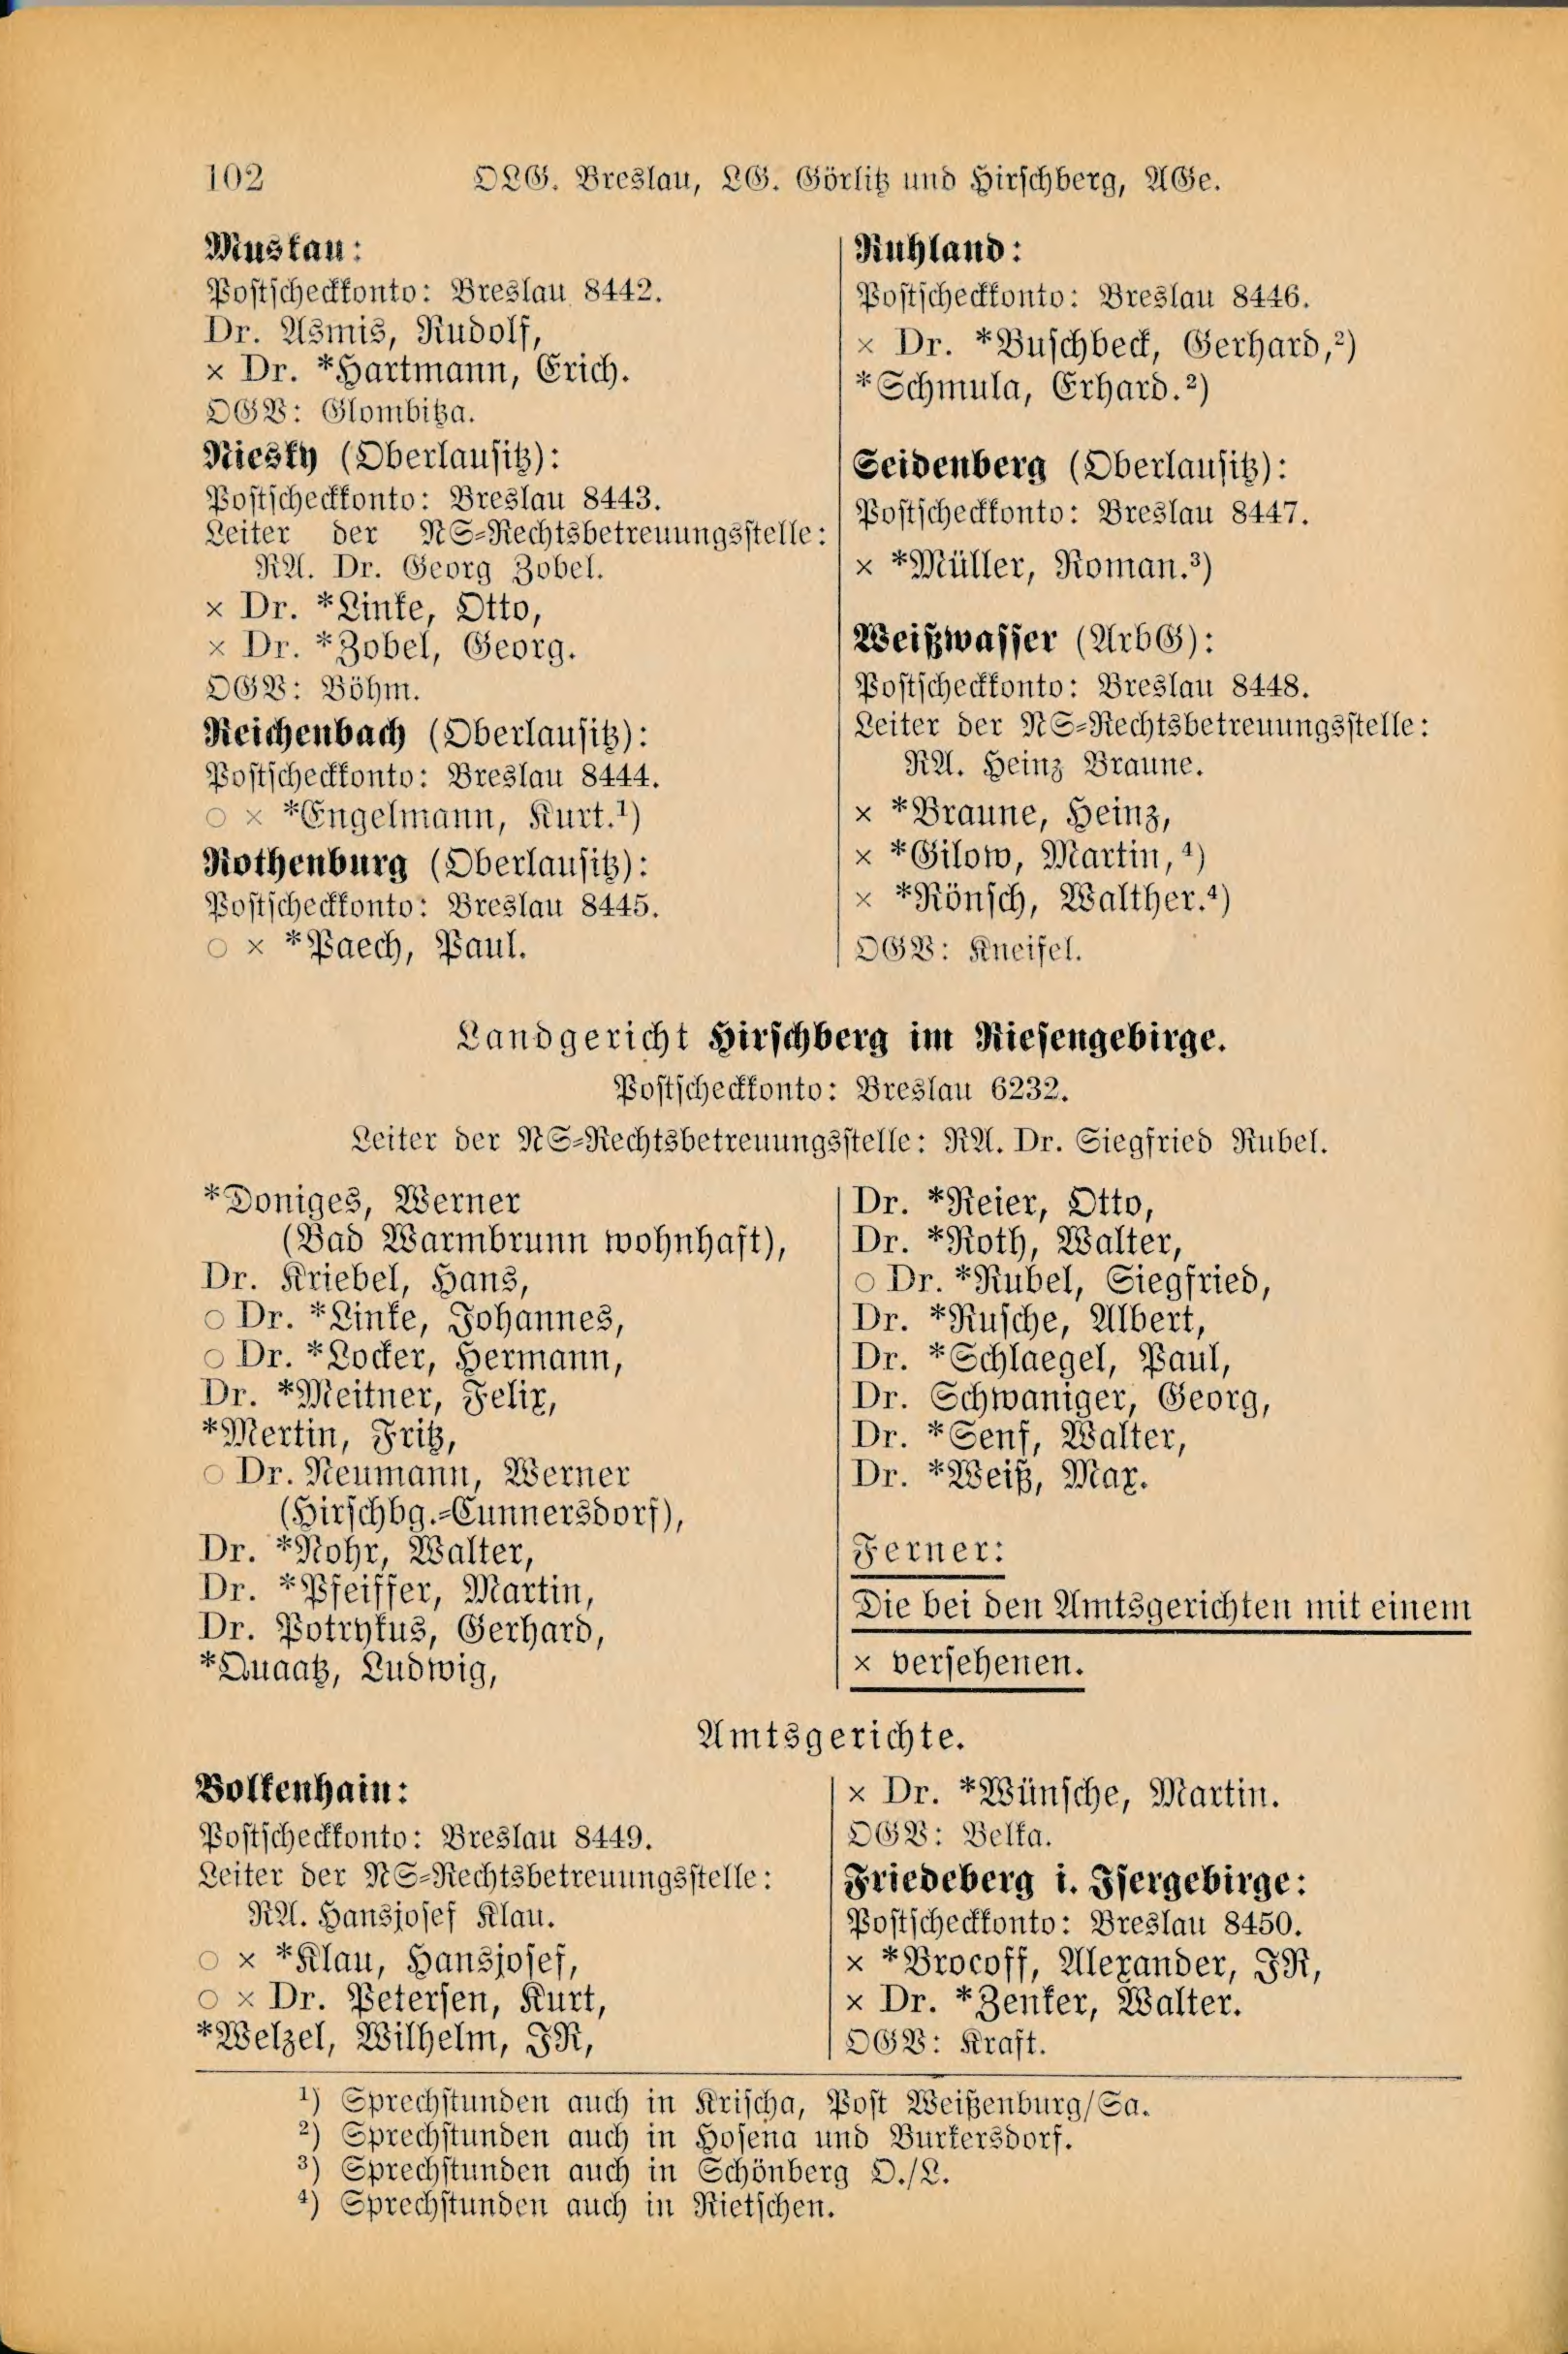 102
OLG. Breslau, LG. Görlitz und Hirschberg, AGe.
Muskau:
Postscheckkonto: Breslau 8442.
Dr. Asmis, Rudolf,
× Dr. *Hartmann, Erich.
OGV: Glombitza.
Niesky (Oberlausitz):
Postscheckkonto: Breslau 8443.
Leiter der NS-Rechtsbetreuungsstelle:
RA. Dr. Georg Zobel.
× Dr. *Linke, Otto,
× Dr. *Zobel, Georg.
OGV: Böhm.
Reichenbach (Oberlausitz):
Postscheckkonto: Breslau 8444.
○ × *Engelmann, Kurt.¹)
Rothenburg (Oberlausitz):
Postscheckkonto: Breslau 8445.
○ × *Paech, Paul.
Ruhland:
Postscheckkonto: Breslau 8446.
× Dr. *Buschbeck, Gerhard,²)
*Schmula, Erhard.²)
Seidenberg (Oberlausitz):
Postscheckkonto: Breslau 8447.
× *Müller, Roman.³)
Weißwasser (ArbG):
Postscheckkonto: Breslau 8448.
Leiter der NS-Rechtsbetreuungsstelle:
RA. Heinz Braune.
× *Braune, Heinz,
× *Gilow, Martin, ⁴)
× *Rönsch, Walther.⁴)
OGV: Kneifel.
Landgericht Hirschberg im Riesengebirge.
Postscheckkonto: Breslau 6232.
Leiter der NS-Rechtsbetreuungsstelle: RA. Dr. Siegfried Rubel.
*Doniges, Werner
(Bad Warmbrunn wohnhaft),
Dr. Kriebel, Hans,
○ Dr. *Linke, Johannes,
○ Dr. *Locker, Hermann,
Dr. *Meitner, Felix,
*Mertin, Fritz,
○ Dr. Neumann, Werner
(Hirschbg.-Cunnersdorf),
Dr. *Nohr, Walter,
Dr. *Pfeiffer, Martin,
Dr. Potrykus, Gerhard,
*Quaatz, Ludwig,
Dr. *Reier, Otto,
Dr. *Roth, Walter,
○ Dr. *Rubel, Siegfried,
Dr. *Rusche, Albert,
Dr. *Schlaegel, Paul,
Dr. Schwaniger, Georg,
Dr. *Senf, Walter,
Dr. *Weiß, Max.
Ferner:
Die bei den Amtsgerichten mit einem
× versehenen.
Amtsgerichte.
Bolkenhain:
Postscheckkonto: Breslau 8449.
Leiter der NS-Rechtsbetreuungsstelle:
RA. Hansjosef Klau.
○ × *Klau, Hansjosef,
○ × Dr. Petersen, Kurt,
*Welzel, Wilhelm, JR,
× Dr. *Wünsche, Martin.
OGV: Belka.
Friedeberg i. Isergebirge:
Postscheckkonto: Breslau 8450.
× *Brocoff, Alexander, JR,
× Dr. *Zenker, Walter.
OGV: Kraft.
¹) Sprechstunden auch in Krischa, Post Weißenburg/Sa.
²) Sprechstunden auch in Hosena und Burkersdorf.
³) Sprechstunden auch in Schönberg O./L.
⁴) Sprechstunden auch in Rietschen.